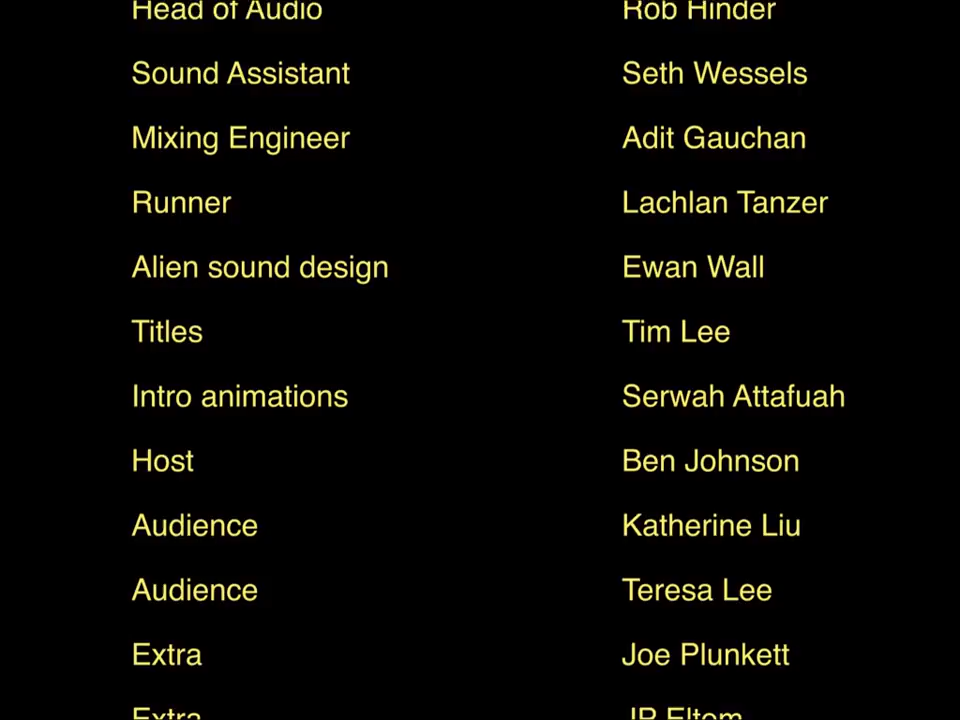 Head of Audio Rob Hinder
Sound Assistant Seth Wessels
Mixing Engineer Adit Gauchan
Runner Lachlan Tanzer
Alien sound design Ewan Wall
Titles Tim Lee
Intro animations Serwah Attafuah
Host Ben Johnson
Audience Katherine Liu
Audience Teresa Lee
Extra Joe Plunkett
Extra JP